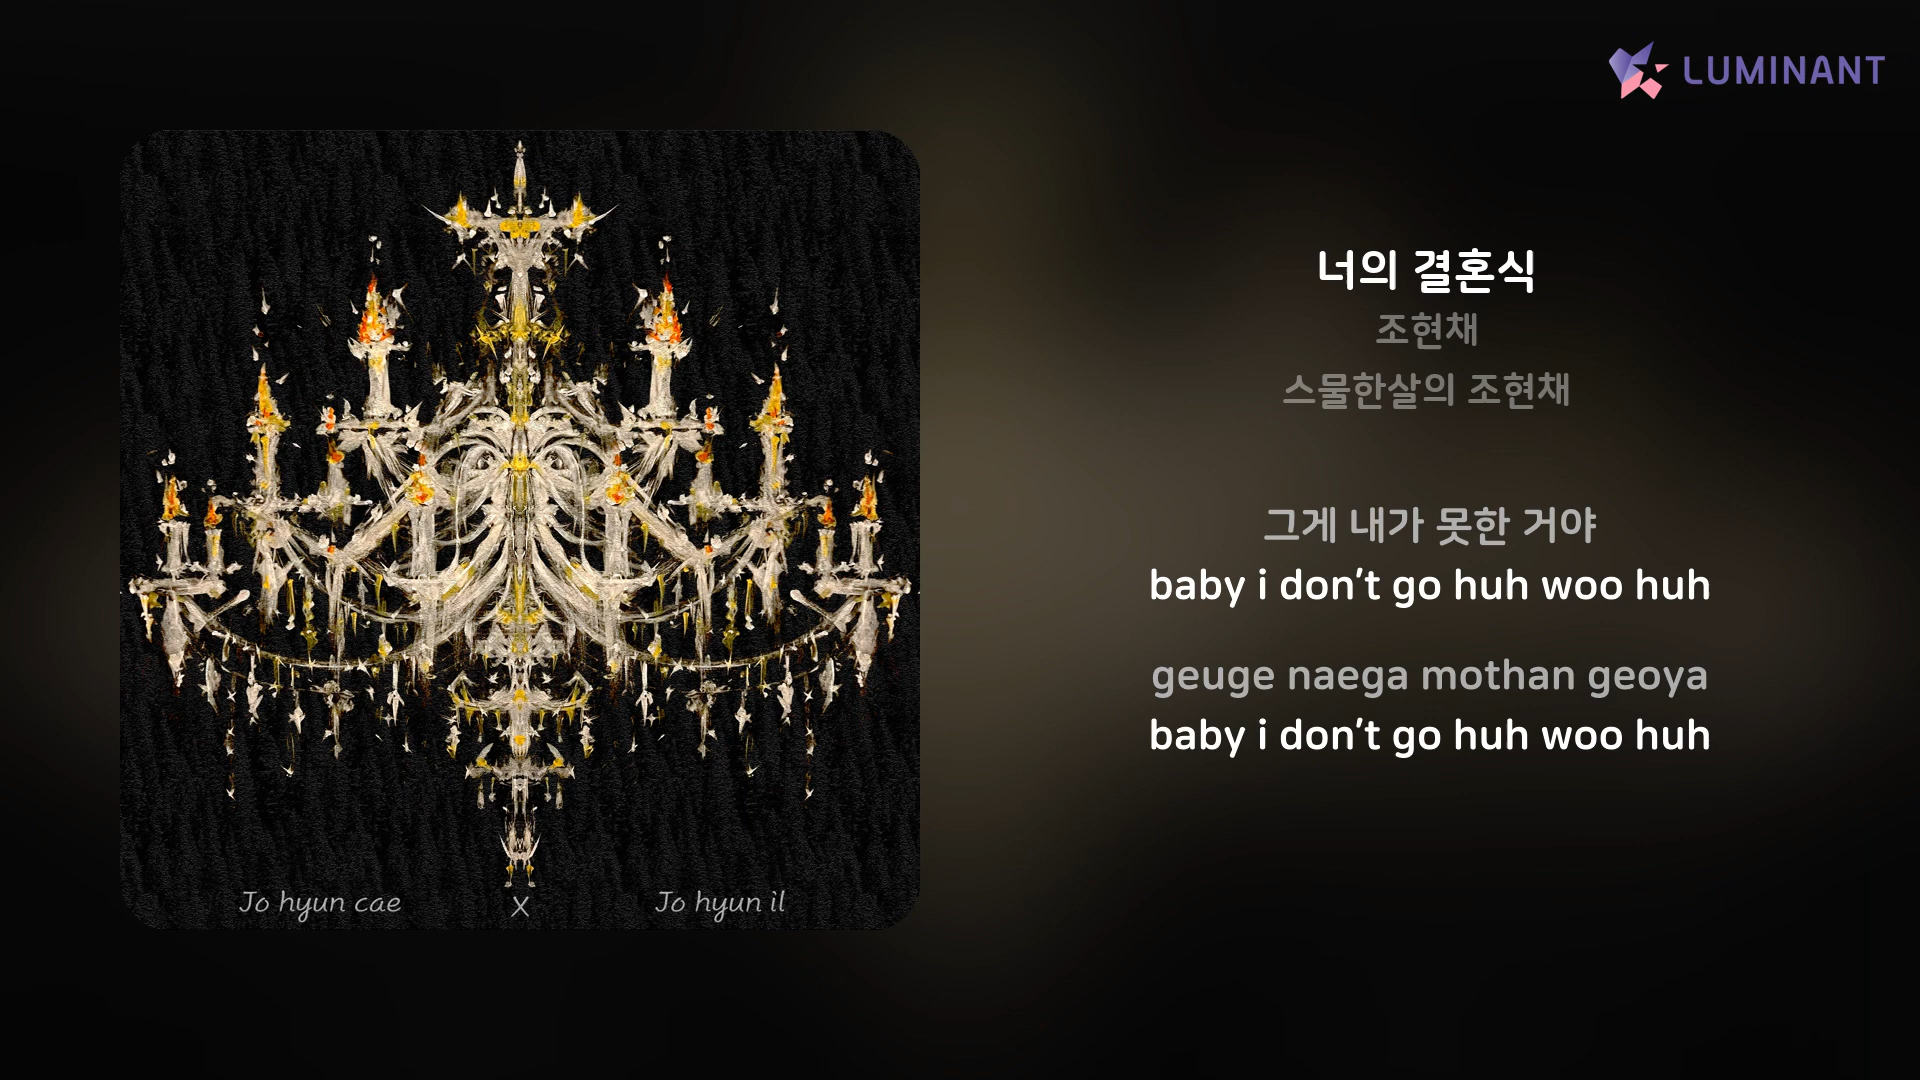 LUMINANT
너의 결혼식
조현채
스물한살의 조현채
그게 내가 못한 거야
baby i don't go huh woo huh
geuge naega mothan geoya
baby i don't go huh woo huh
Jo hyun cae X Jo hyun il